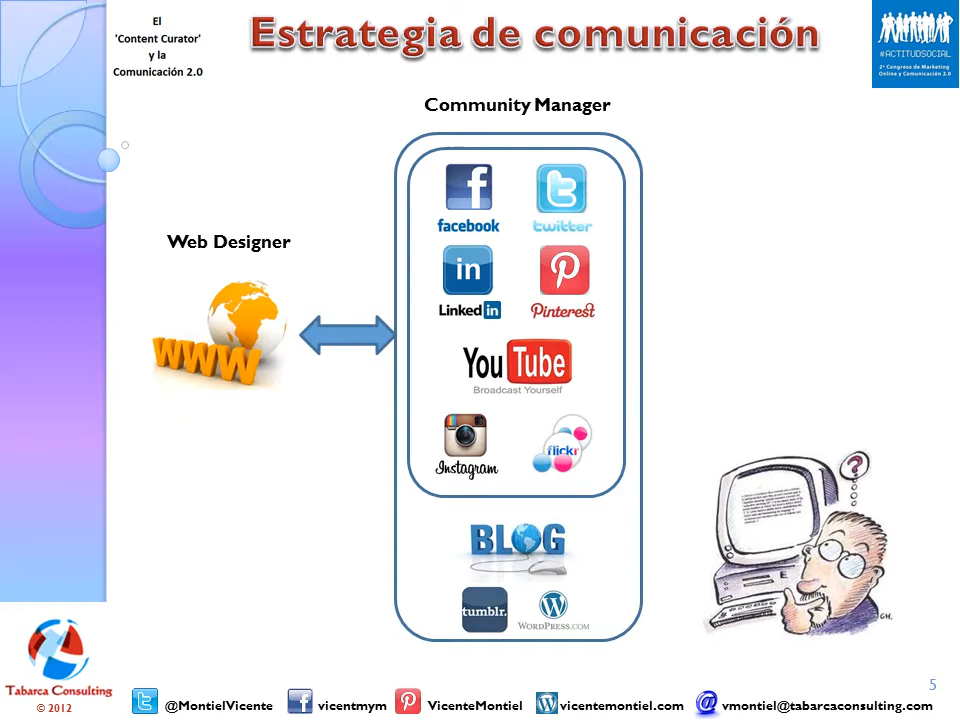 El
'Content Curator'
y la
Comunicación 2.0
Estrategia de comunicación
#ACTITUDSOCIAL
2º Congreso de Marketing
Online y Comunicación 2.0
Community Manager
f
t
facebook
twitter
Web Designer
in
P
Linked in
Pinterest
WWW
You Tube
Broadcast Yourself
Instagram
flickr
?
BLOG
tumblr.
W
WORDPRESS.COM
GM.
Tabarca Consulting
© 2012
5
@MontielVicente
vicentmym
VicenteMontiel
vicentemontiel.com
@ vmontiel@tabarcaconsulting.com